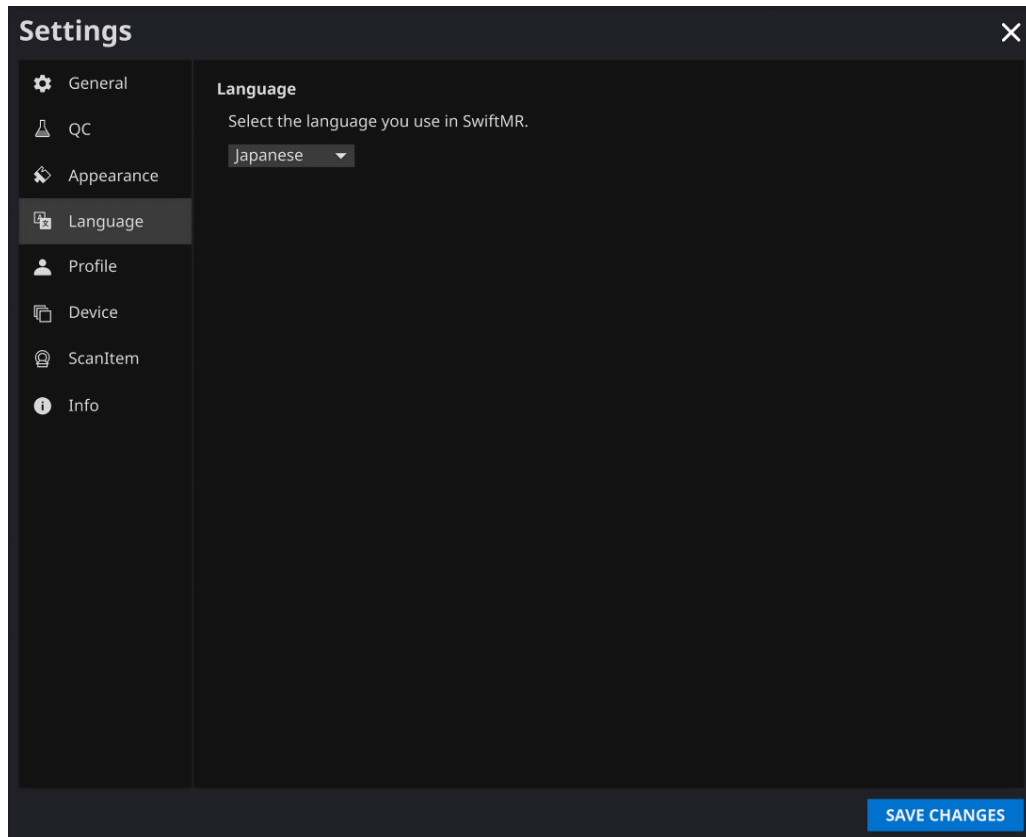 Settings
General
QC
Appearance
Language
Profile
Device
ScanItem
Info
Language
Select the language you use in SwiftMR.
Japanese
SAVE CHANGES